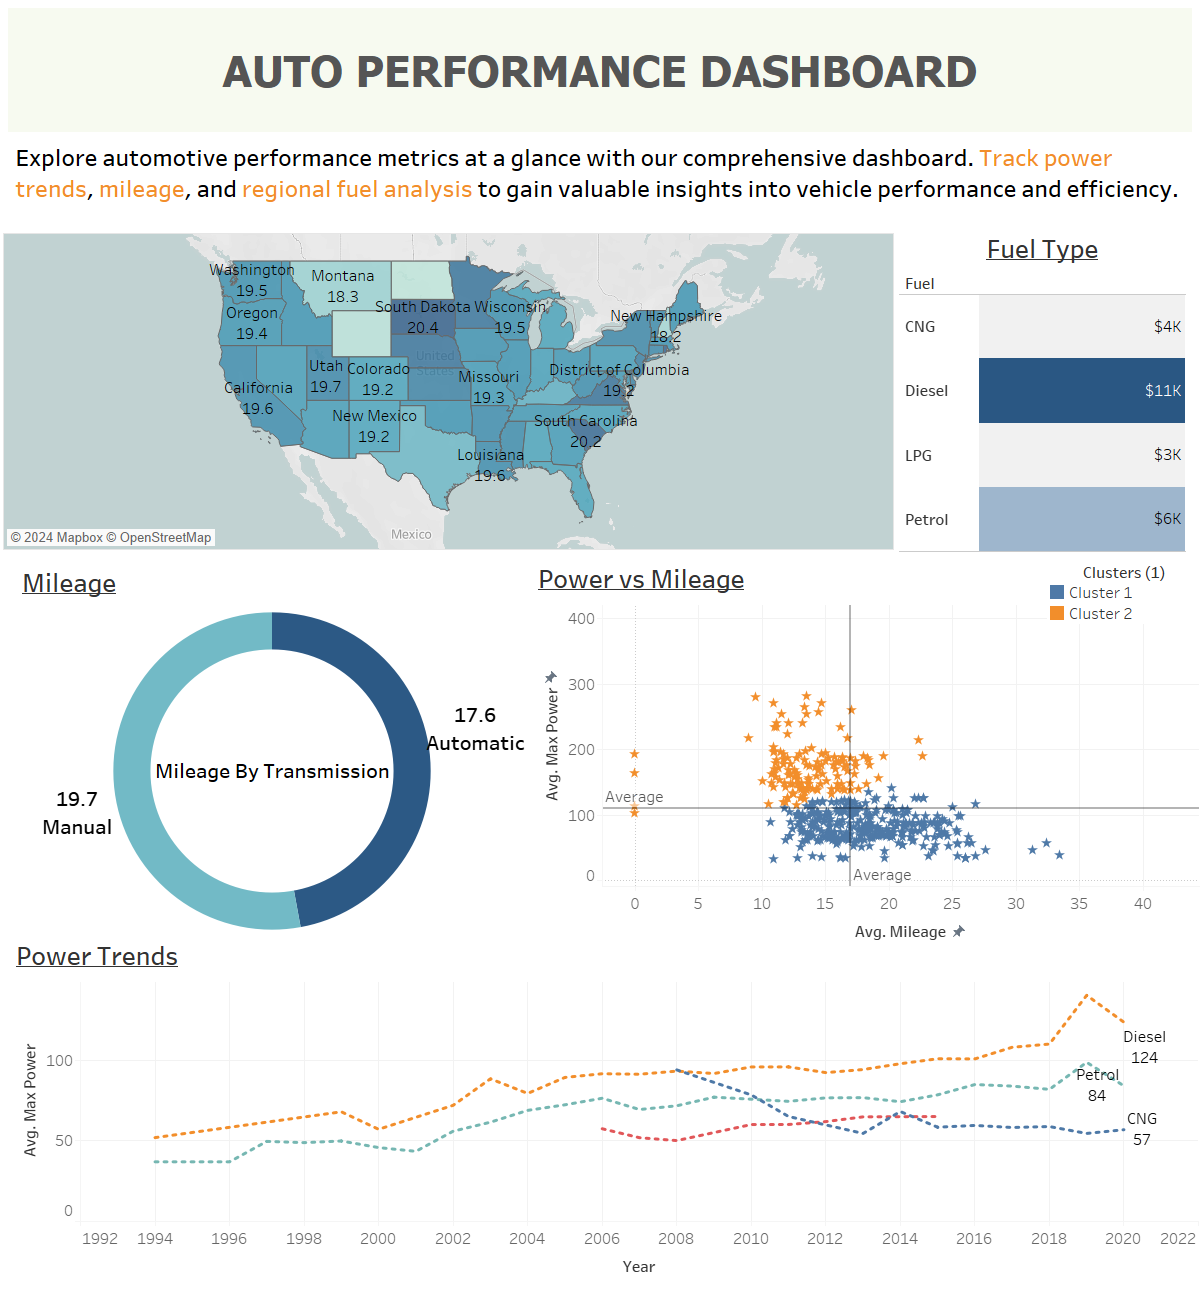 AUTO PERFORMANCE DASHBOARD
Explore automotive performance metrics at a glance with our comprehensive dashboard. Track power
trends, mileage, and regional fuel analysis to gain valuable insights into vehicle performance and efficiency.
Washington
19.5
Montana
18.3
Oregon
19.4
South Dakota
20.4
Wisconsin
19.5
New Hampshire
18.2
United
States
Utah
19.7
Colorado
19.2
Missouri
19.3
District of Columbia
19.2
California
19.6
New Mexico
19.2
South Carolina
20.2
Louisiana
19.6
Mexico
© 2024 Mapbox © OpenStreetMap
Fuel Type
Fuel
CNG $4K
Diesel $11K
LPG $3K
Petrol $6K
Mileage
17.6
Automatic
Mileage By Transmission
19.7
Manual
Power vs Mileage
Clusters (1)
Cluster 1
Cluster 2
Avg. Max Power
400
300
200
100
0
Average
Average
0 5 10 15 20 25 30 35 40
Avg. Mileage
Power Trends
Avg. Max Power
100
50
0
Diesel
124
Petrol
84
CNG
57
1992 1994 1996 1998 2000 2002 2004 2006 2008 2010 2012 2014 2016 2018 2020 2022
Year